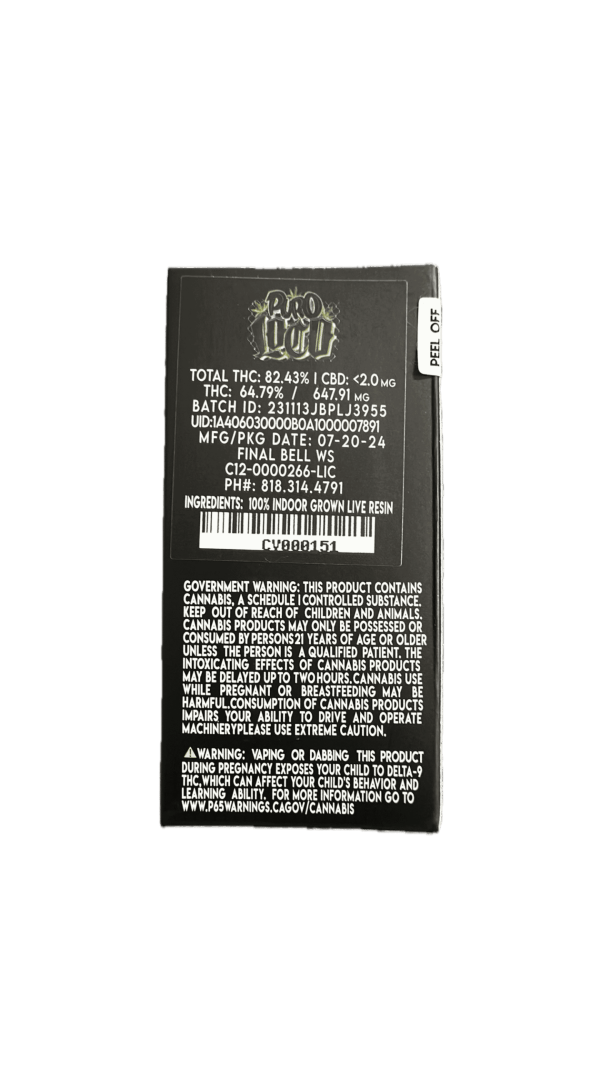 PURO
LOCO
PEEL OFF
TOTAL THC: 82.43% | CBD: <2.0 MG
THC: 64.79% / 647.91 MG
BATCH ID: 231113JBPLJ3955
UID:1A406030000B0A1000007891
MFG/PKG DATE: 07-20-24
FINAL BELL WS
C12-0000266-LIC
PH#: 818.314.4791
INGREDIENTS: 100% INDOOR GROWN LIVE RESIN
CV000151
GOVERNMENT WARNING: THIS PRODUCT CONTAINS
CANNABIS, A SCHEDULE I CONTROLLED SUBSTANCE.
KEEP OUT OF REACH OF CHILDREN AND ANIMALS.
CANNABIS PRODUCTS MAY ONLY BE POSSESSED OR
CONSUMED BY PERSONS 21 YEARS OF AGE OR OLDER
UNLESS THE PERSON IS A QUALIFIED PATIENT. THE
INTOXICATING EFFECTS OF CANNABIS PRODUCTS
MAY BE DELAYED UP TO TWO HOURS. CANNABIS USE
WHILE PREGNANT OR BREASTFEEDING MAY BE
HARMFUL.CONSUMPTION OF CANNABIS PRODUCTS
IMPAIRS YOUR ABILITY TO DRIVE AND OPERATE
MACHINERYPLEASE USE EXTREME CAUTION.
⚠WARNING: VAPING OR DABBING THIS PRODUCT
DURING PREGNANCY EXPOSES YOUR CHILD TO DELTA-9
THC,WHICH CAN AFFECT YOUR CHILD'S BEHAVIOR AND
LEARNING ABILITY. FOR MORE INFORMATION GO TO
WWW.P65WARNINGS.CAGOV/CANNABIS